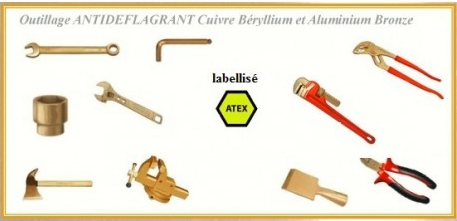 Outillage ANTIDEFLAGRANT Cuivre Béryllium et Aluminium Bronze
labellisé
ATEX